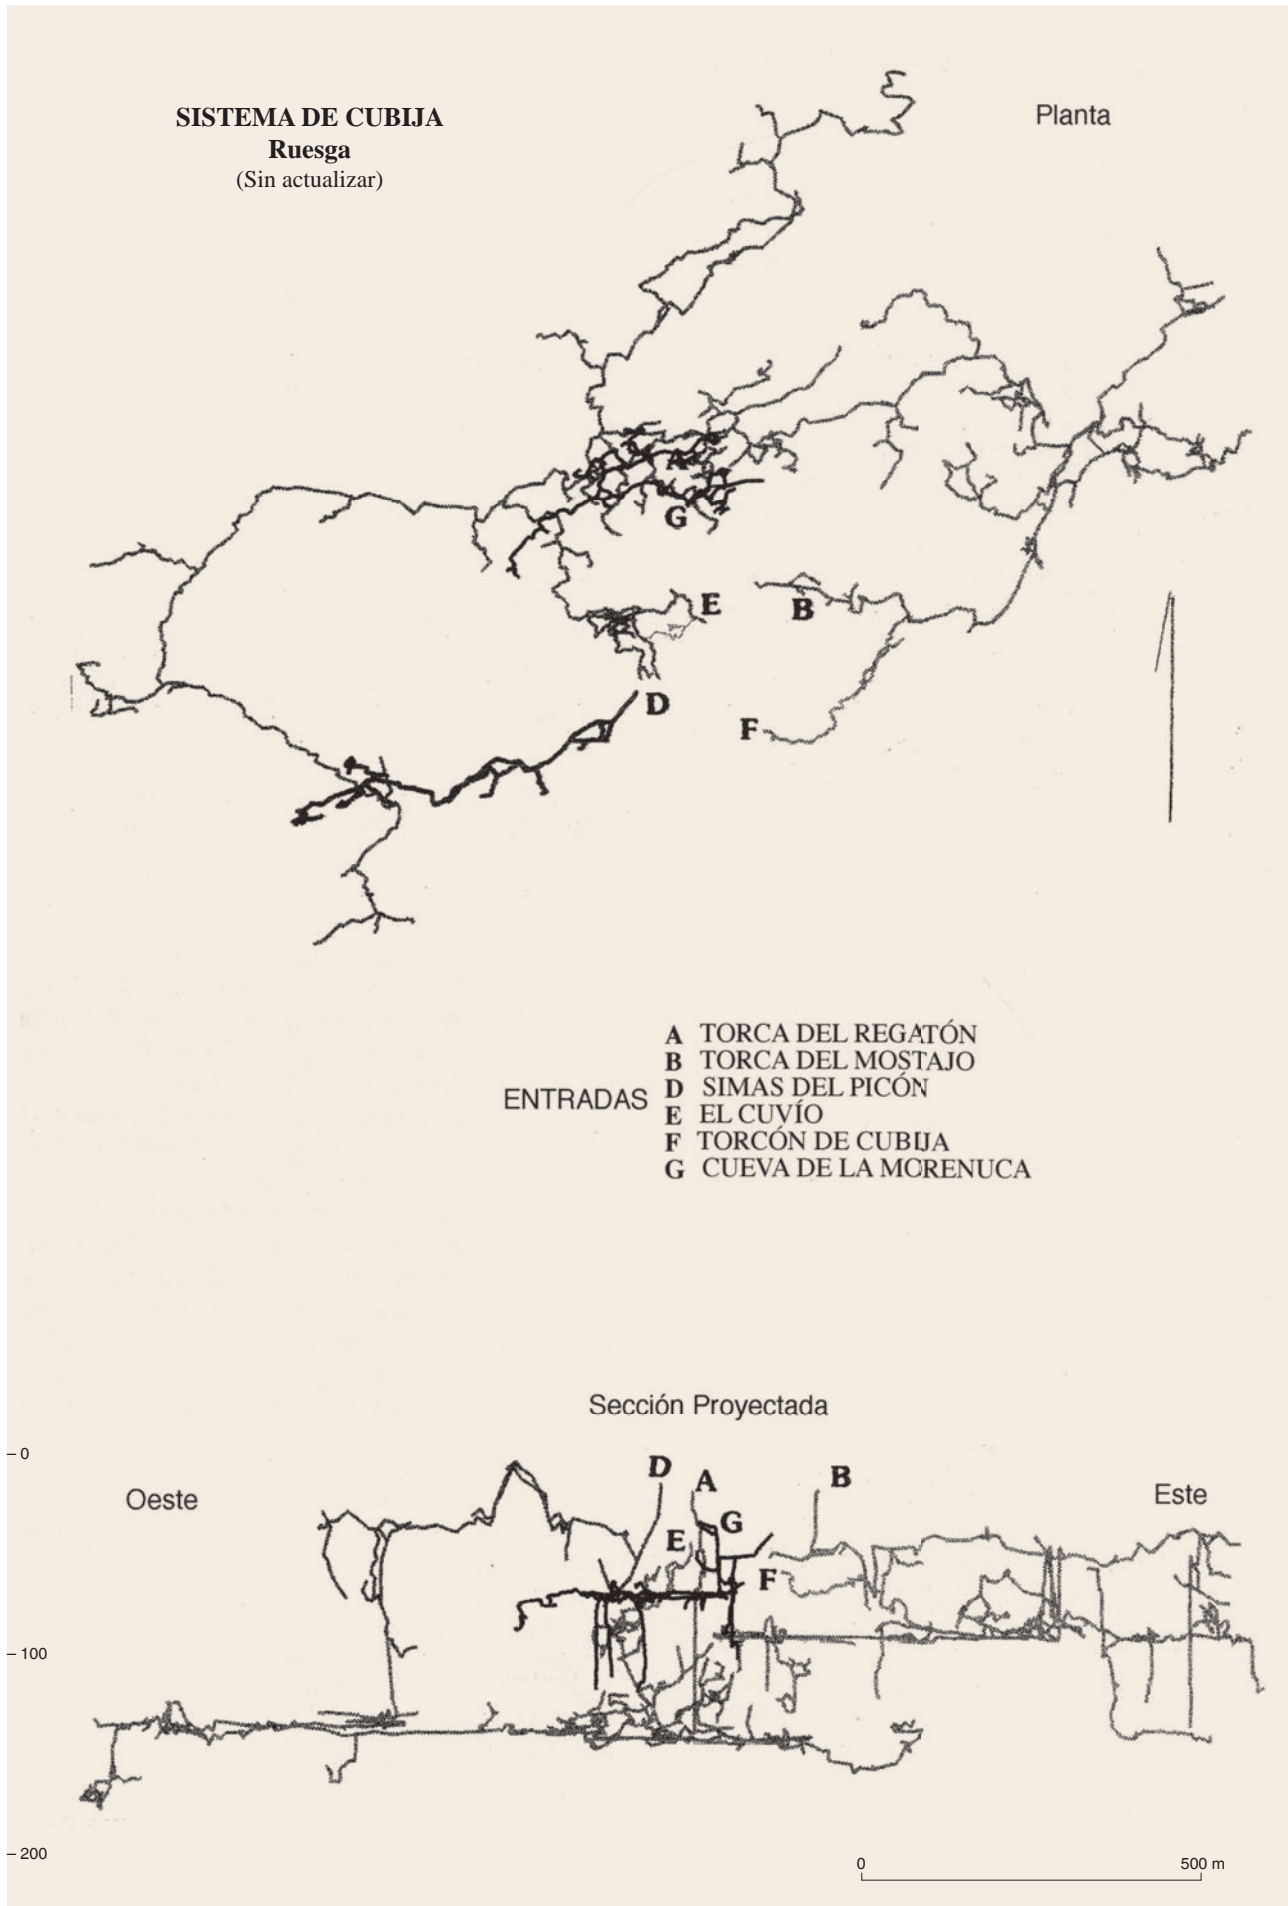 SISTEMA DE CUBIJA
Ruesga
(Sin actualizar)
Planta
A
G
E
B
D
F
ENTRADAS
A TORCA DEL REGATÓN
B TORCA DEL MOSTAJO
D SIMAS DEL PICÓN
E EL CUVÍO
F TORCÓN DE CUBIJA
G CUEVA DE LA MORENUCA
Sección Proyectada
0
Oeste
D
A
B
Este
G
E
F
100
200
0
500 m